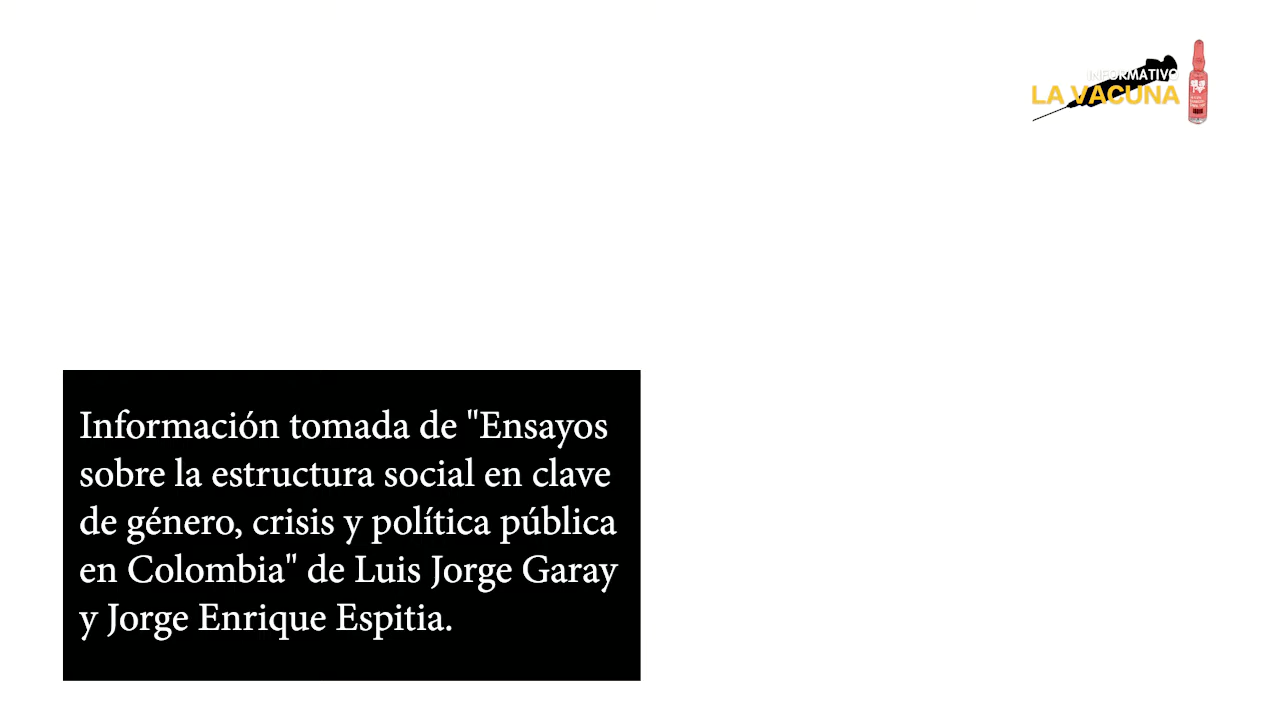 INFORMATIVO
LA VACUNA
Información tomada de "Ensayos
sobre la estructura social en clave
de género, crisis y política pública
en Colombia" de Luis Jorge Garay
y Jorge Enrique Espitia.